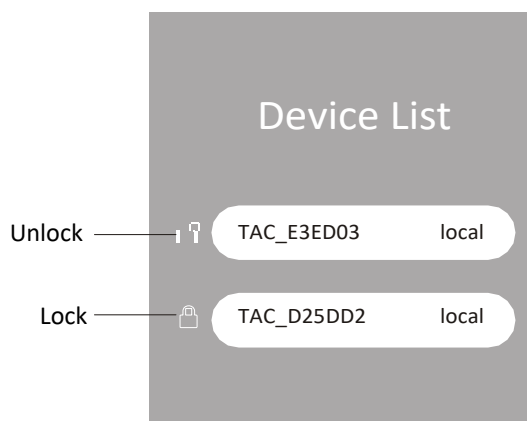 Device List
Unlock TAC_E3ED03 local
Lock TAC_D25DD2 local